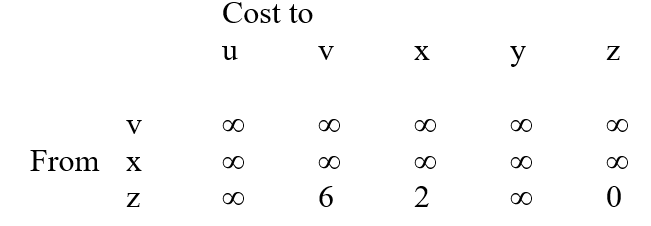 Cost to
u v x y z
v ∞ ∞ ∞ ∞ ∞
From x ∞ ∞ ∞ ∞ ∞
z ∞ 6 2 ∞ 0